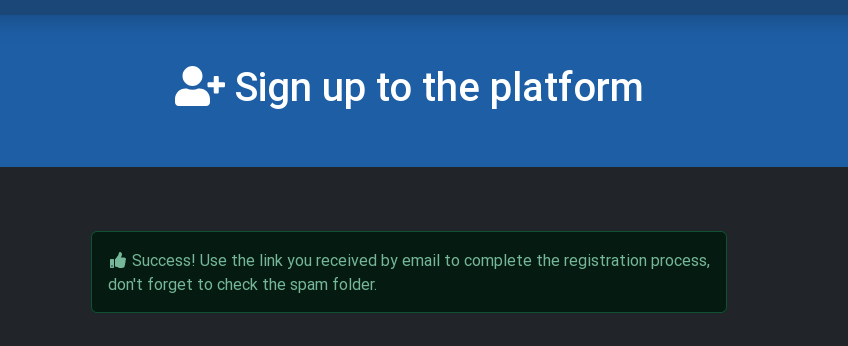 Sign up to the platform
Success! Use the link you received by email to complete the registration process,
don't forget to check the spam folder.